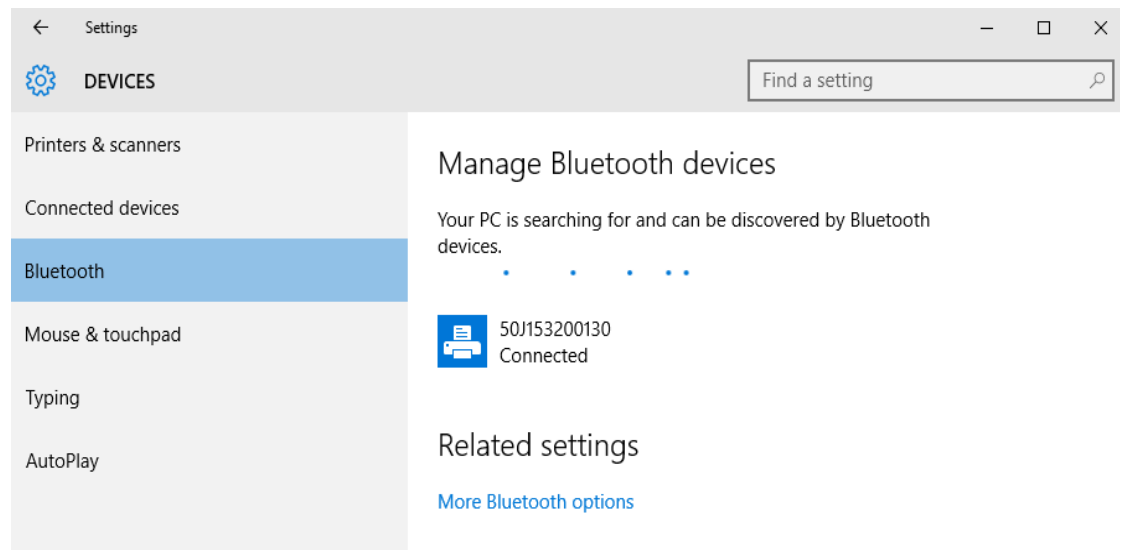 Settings
DEVICES
Find a setting
Printers & scanners
Connected devices
Bluetooth
Mouse & touchpad
Typing
AutoPlay
Manage Bluetooth devices
Your PC is searching for and can be discovered by Bluetooth
devices.
50J153200130
Connected
Related settings
More Bluetooth options